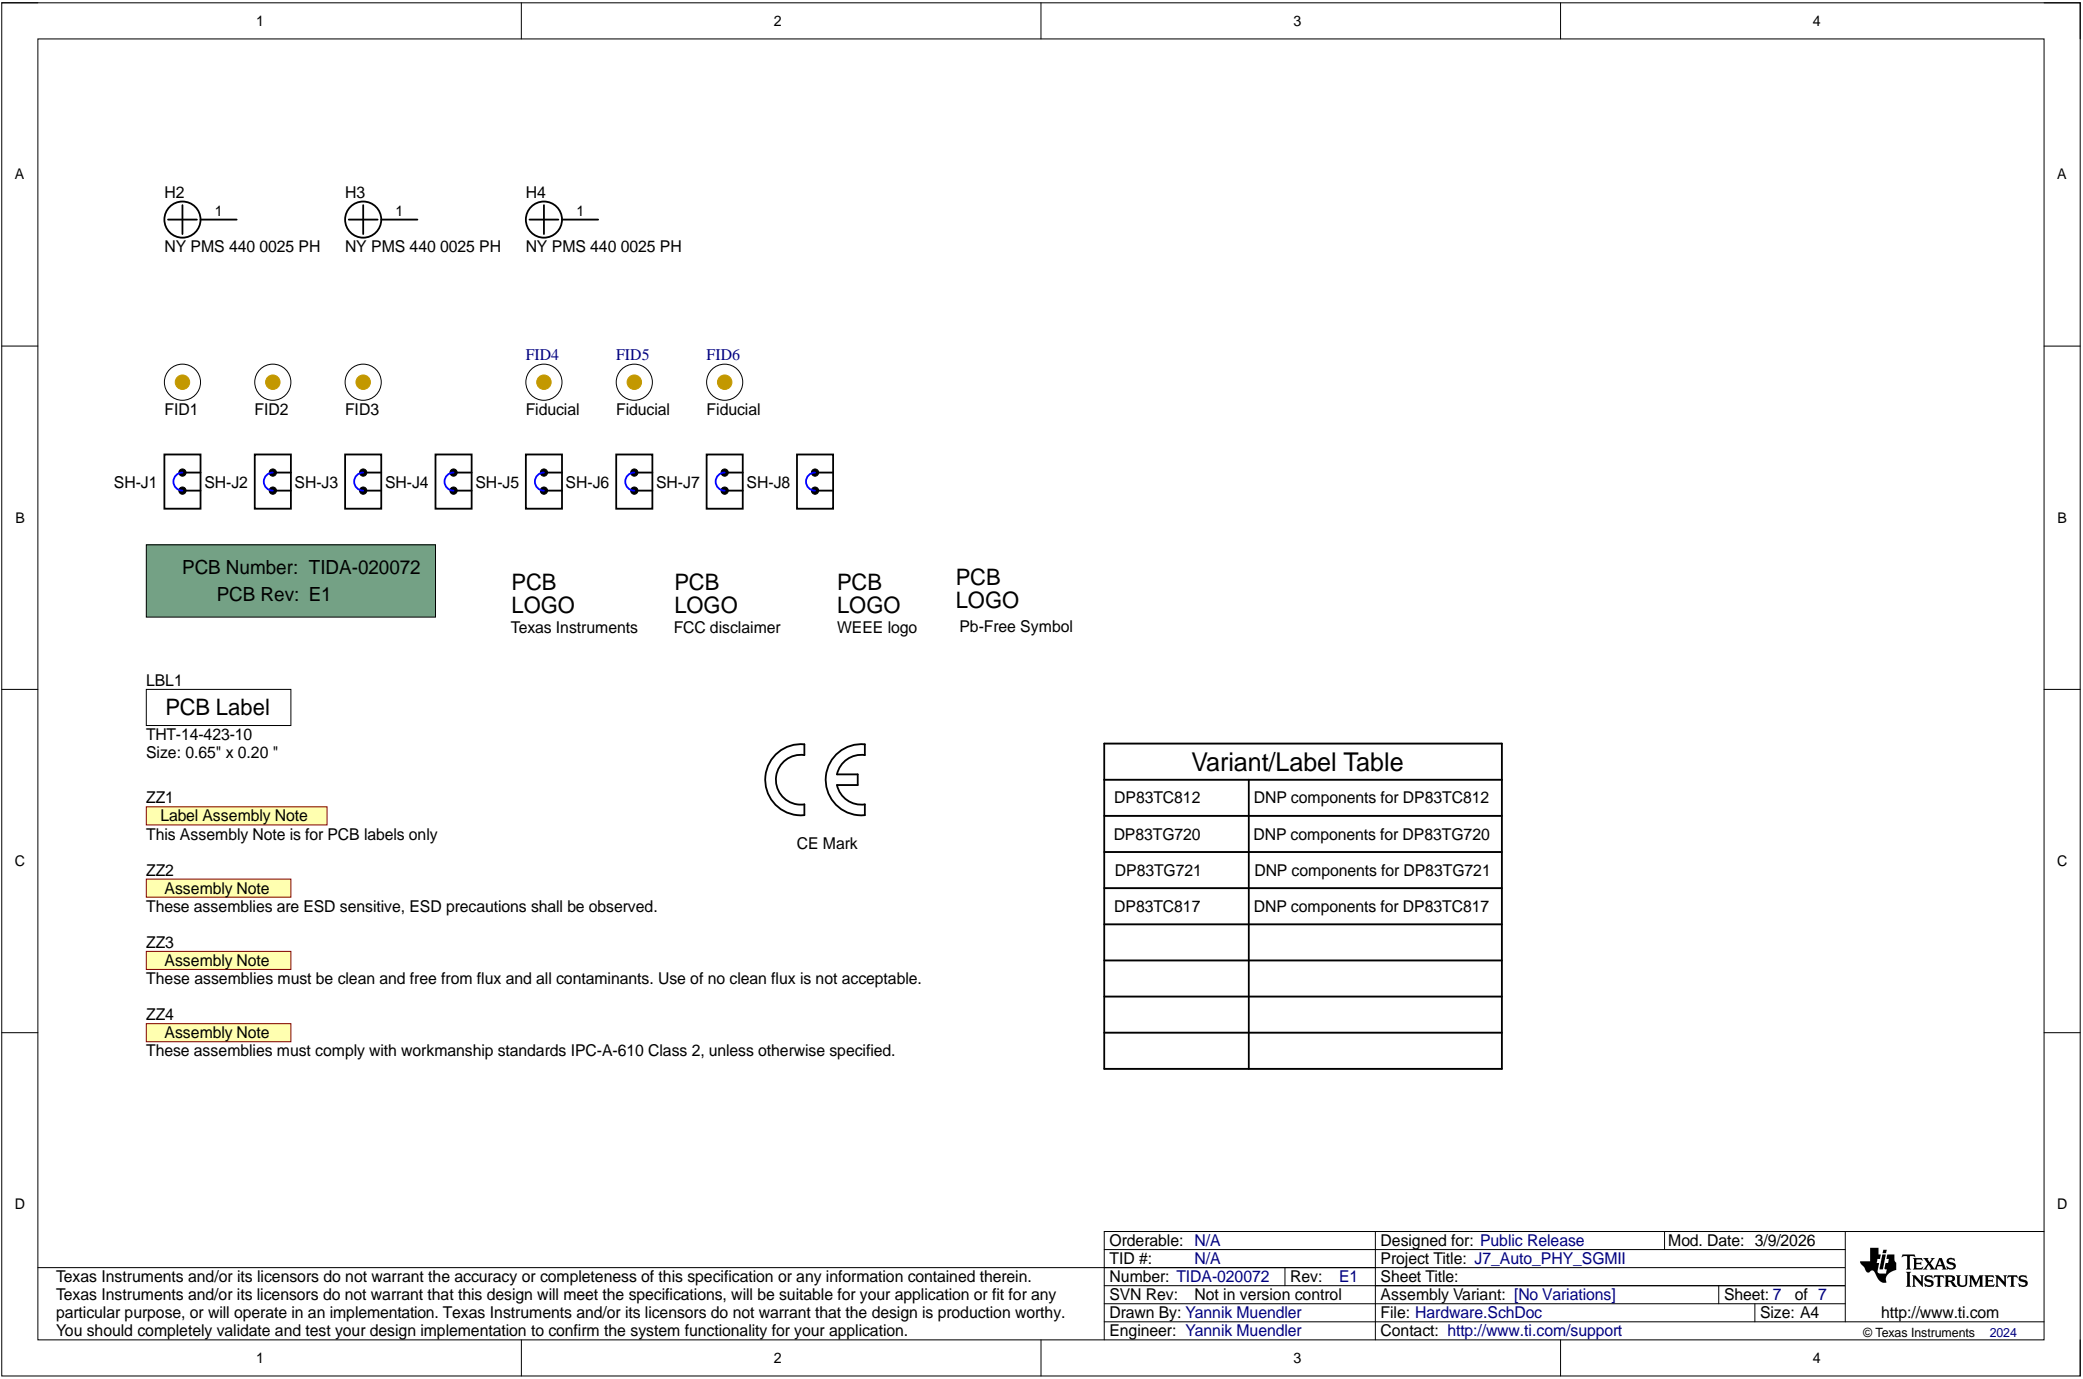 1 2 3 4
A A
H2 H3 H4
1 1 1
NY PMS 440 0025 PH NY PMS 440 0025 PH NY PMS 440 0025 PH
FID4 FID5 FID6
FID1 FID2 FID3 Fiducial Fiducial Fiducial
SH-J1 SH-J2 SH-J3 SH-J4 SH-J5 SH-J6 SH-J7 SH-J8
B B
PCB Number: TIDA-020072
PCB Rev: E1
PCB
LOGO
Texas Instruments
PCB
LOGO
FCC disclaimer
PCB
LOGO
WEEE logo
PCB
LOGO
Pb-Free Symbol
LBL1
PCB Label
THT-14-423-10
Size: 0.65" x 0.20 "
ZZ1
Label Assembly Note
This Assembly Note is for PCB labels only
CE
CE Mark
C C
ZZ2
Assembly Note
These assemblies are ESD sensitive, ESD precautions shall be observed.
ZZ3
Assembly Note
These assemblies must be clean and free from flux and all contaminants. Use of no clean flux is not acceptable.
ZZ4
Assembly Note
These assemblies must comply with workmanship standards IPC-A-610 Class 2, unless otherwise specified.
Variant/Label Table
DP83TC812 DNP components for DP83TC812
DP83TG720 DNP components for DP83TG720
DP83TG721 DNP components for DP83TG721
DP83TC817 DNP components for DP83TC817
D D
Texas Instruments and/or its licensors do not warrant the accuracy or completeness of this specification or any information contained therein.
Texas Instruments and/or its licensors do not warrant that this design will meet the specifications, will be suitable for your application or fit for any
particular purpose, or will operate in an implementation. Texas Instruments and/or its licensors do not warrant that the design is production worthy.
You should completely validate and test your design implementation to confirm the system functionality for your application.
Orderable: N/A Designed for: Public Release Mod. Date: 3/9/2026
TID #: N/A Project Title: J7_Auto_PHY_SGMII
Number: TIDA-020072 Rev: E1 Sheet Title:
SVN Rev: Not in version control Assembly Variant: [No Variations] Sheet: 7 of 7
Drawn By: Yannik Muendler File: Hardware.SchDoc Size: A4
Engineer: Yannik Muendler Contact: http://www.ti.com/support
TEXAS
INSTRUMENTS
http://www.ti.com
© Texas Instruments 2024
1 2 3 4